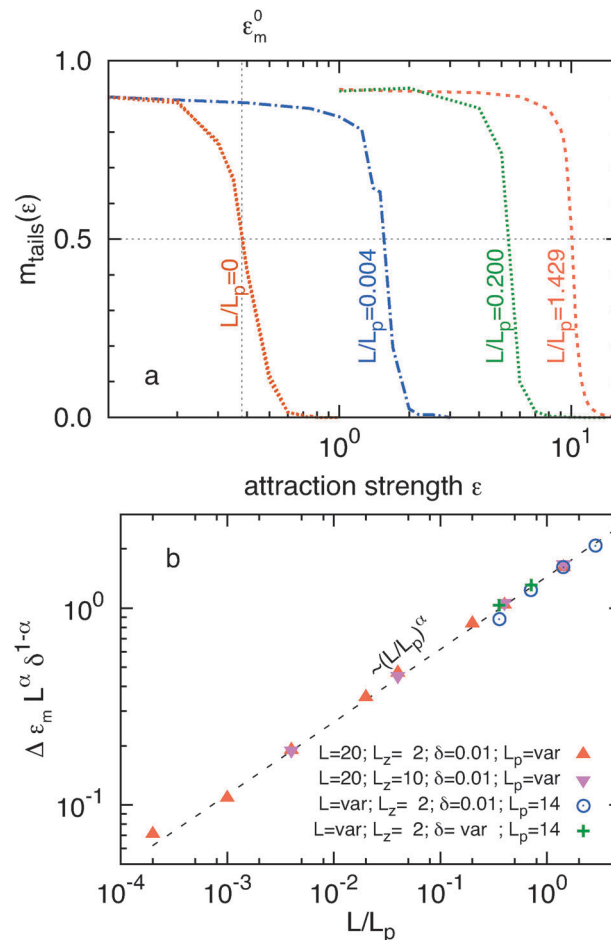 ε_m^0
1.0
0.5
0.0
m_tails(ε)
L/L_p=0
L/L_p=0.004
L/L_p=0.200
L/L_p=1.429
a
10^0
10^1
attraction strength ε
b
10^0
10^-1
Δ ε_m L^α δ^1-α
~(L/L_p)^α
L=20; L_z= 2; δ=0.01; L_p=var
L=20; L_z=10; δ=0.01; L_p=var
L=var; L_z= 2; δ=0.01; L_p=14
L=var; L_z= 2; δ= var ; L_p=14
10^-4
10^-3
10^-2
10^-1
10^0
L/L_p